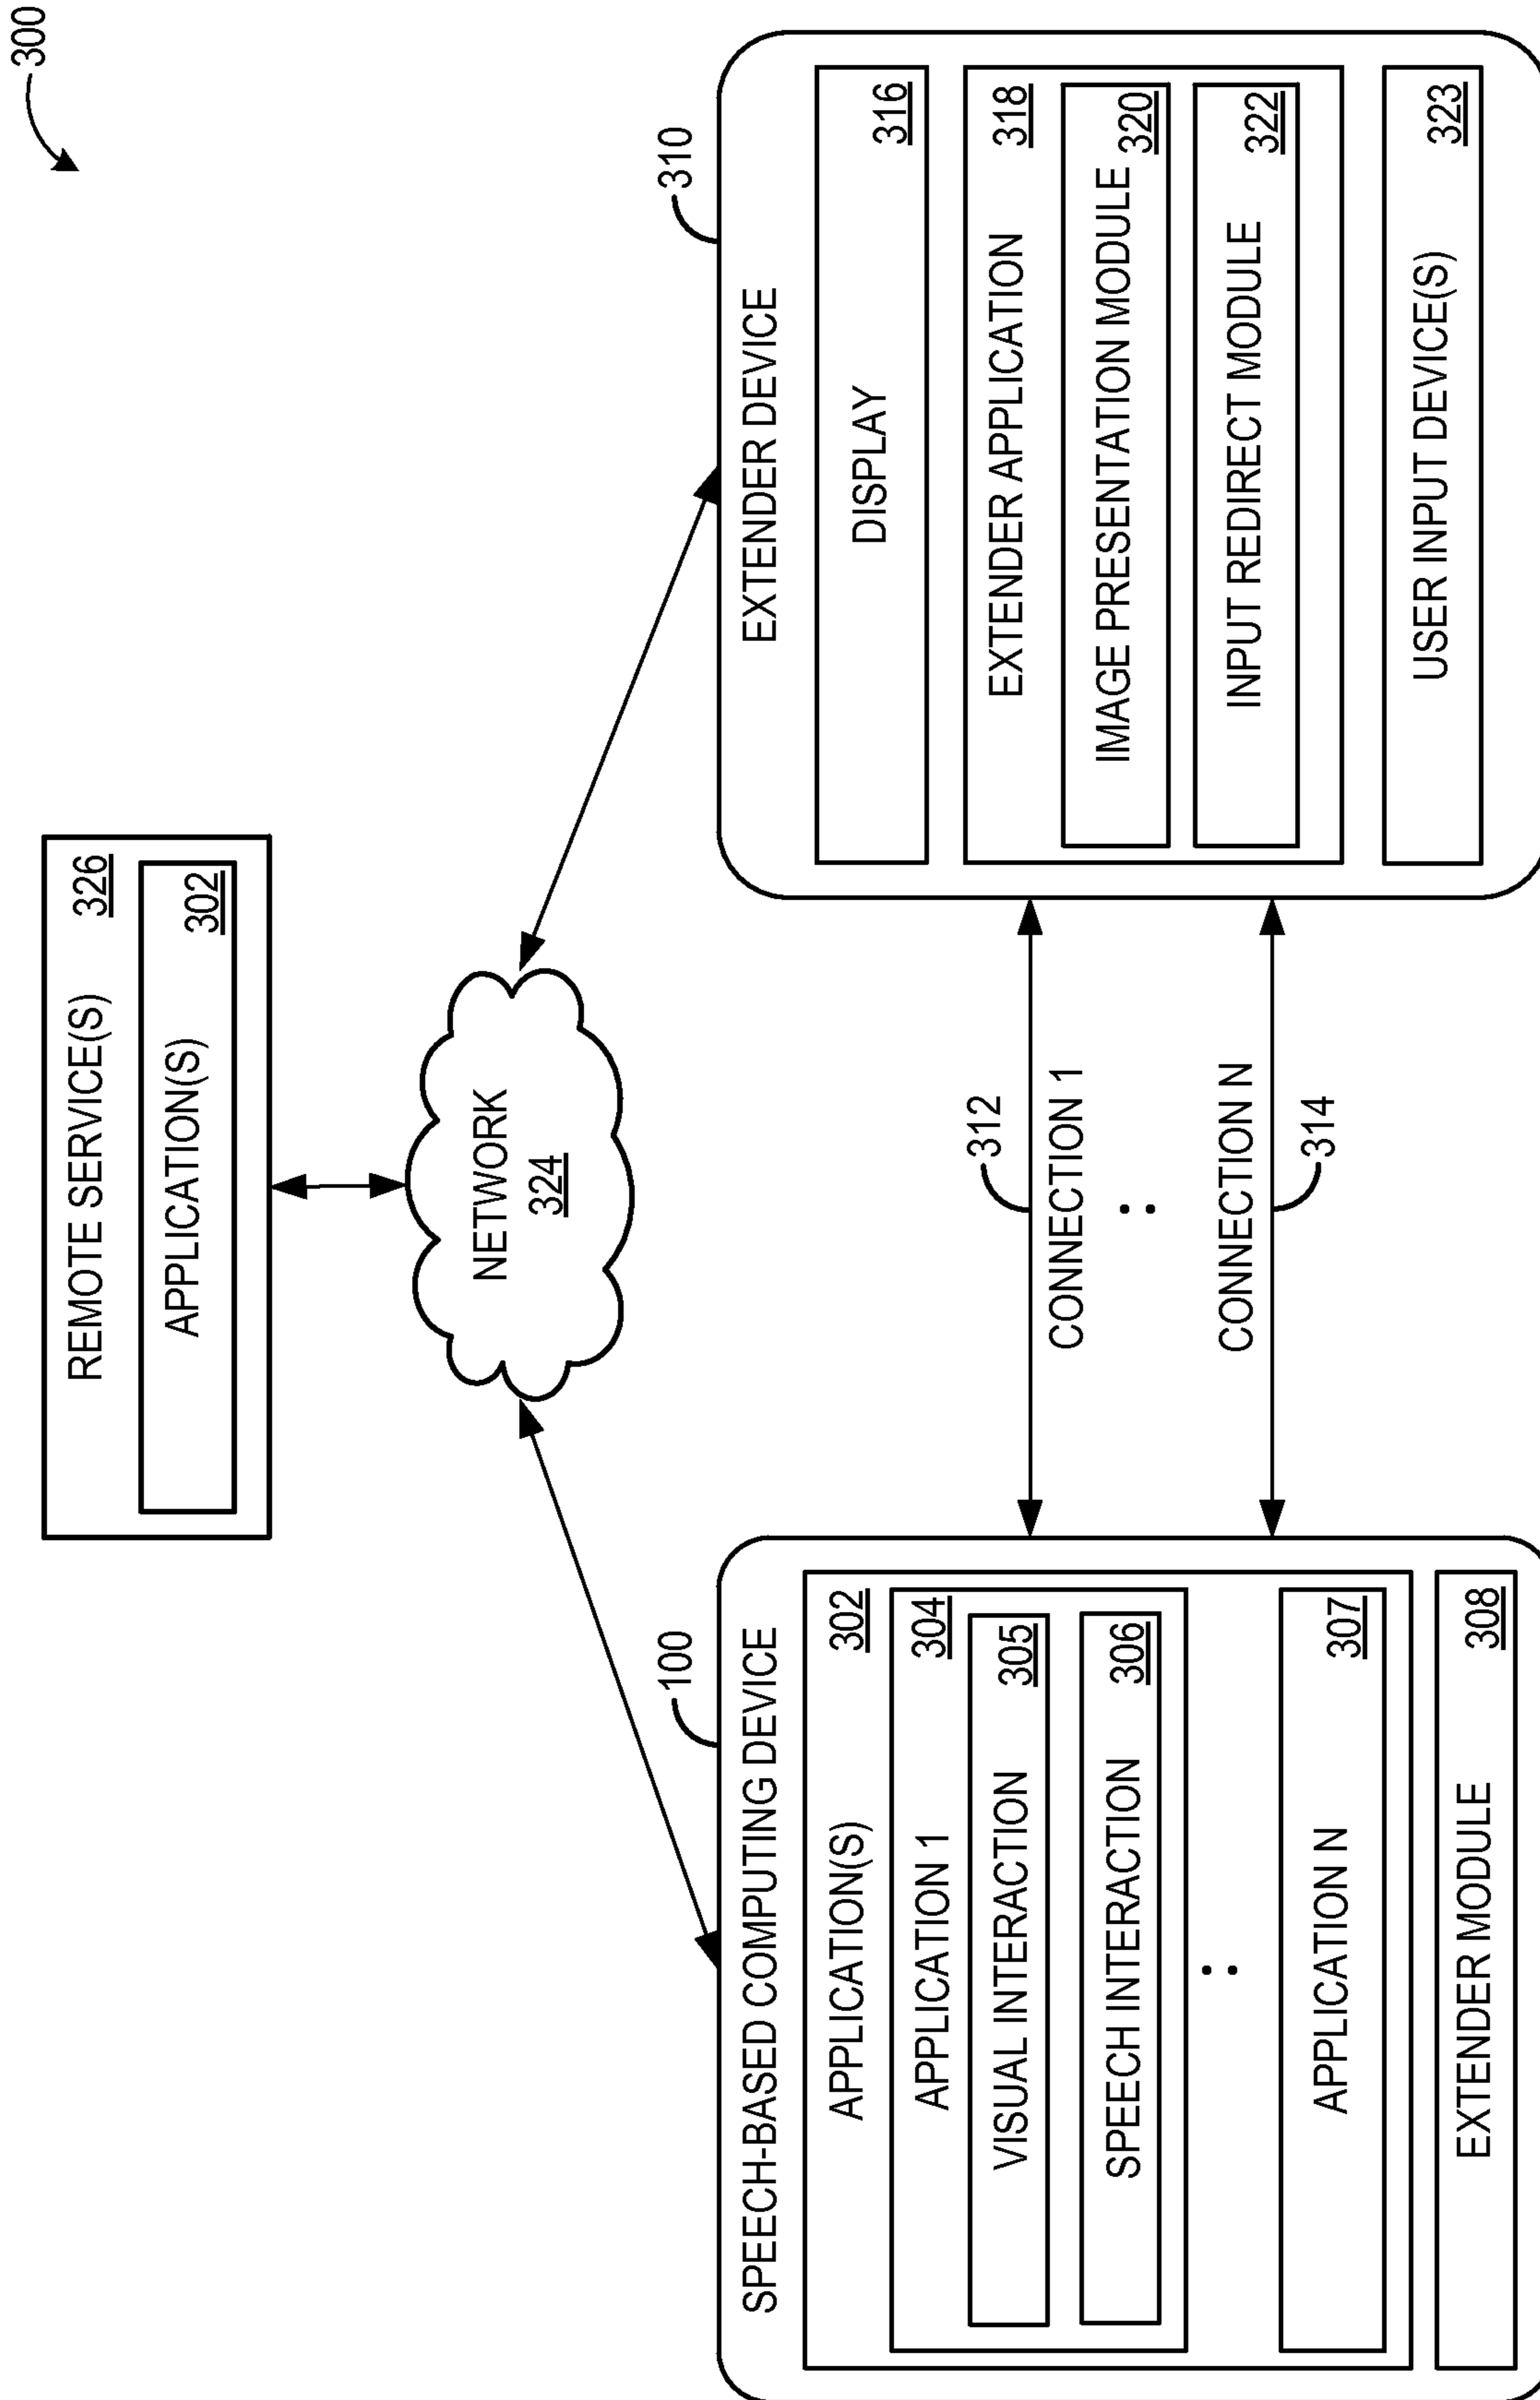 300
REMOTE SERVICE(S) 326
APPLICATION(S) 302
NETWORK
324
100
SPEECH-BASED COMPUTING DEVICE
APPLICATION(S) 302
APPLICATION 1 304
VISUAL INTERACTION 305
SPEECH INTERACTION 306
APPLICATION N 307
EXTENDER MODULE 308
312
CONNECTION 1
CONNECTION N
314
310
EXTENDER DEVICE
DISPLAY 316
EXTENDER APPLICATION 318
IMAGE PRESENTATION MODULE 320
INPUT REDIRECT MODULE 322
USER INPUT DEVICE(S) 323